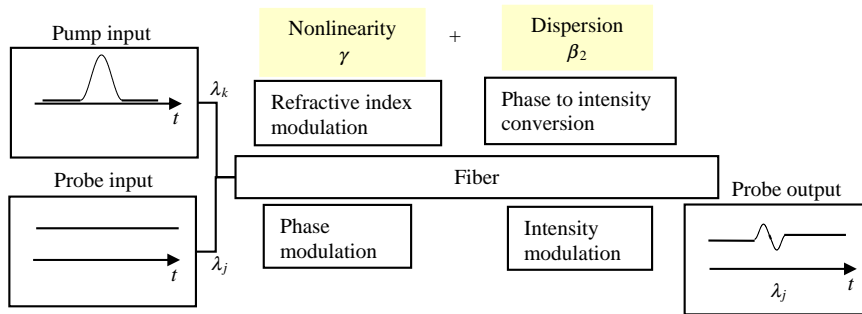 Pump input
t
λk
Nonlinearity
γ
+
Dispersion
β2
Refractive index
modulation
Phase to intensity
conversion
Probe input
t
λj
Fiber
Phase
modulation
Intensity
modulation
Probe output
t
λj